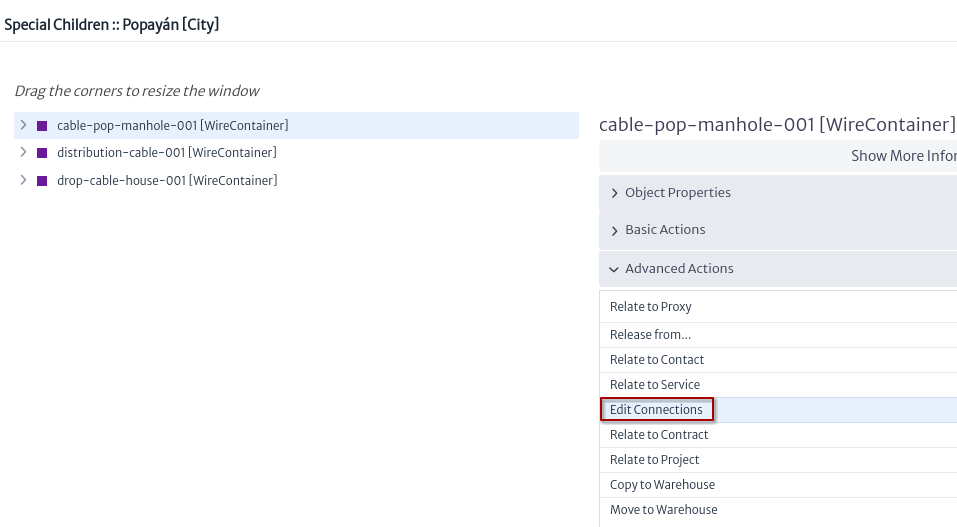 Special Children :: Popayán [City]
Drag the corners to resize the window
cable-pop-manhole-001 [WireContainer]
distribution-cable-001 [WireContainer]
drop-cable-house-001 [WireContainer]
cable-pop-manhole-001 [WireContainer]
Show More Infor
Object Properties
Basic Actions
Advanced Actions
Relate to Proxy
Release from...
Relate to Contact
Relate to Service
Edit Connections
Relate to Contract
Relate to Project
Copy to Warehouse
Move to Warehouse